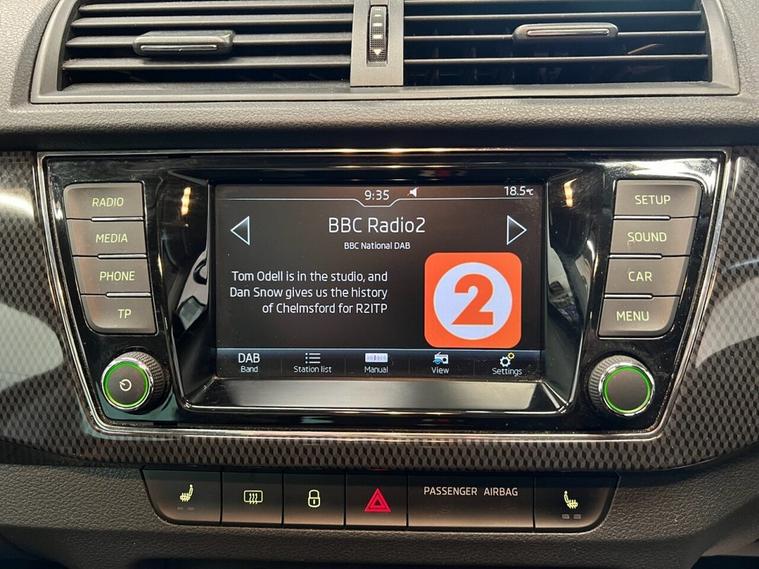 RADIO
MEDIA
PHONE
TP
9:35
18.5°C
BBC Radio2
BBC National DAB
Tom Odell is in the studio, and
Dan Snow gives us the history
of Chelmsford for R2ITP
2
DAB
Band
Station list
Manual
View
Settings
SETUP
SOUND
CAR
MENU
PASSENGER AIRBAG